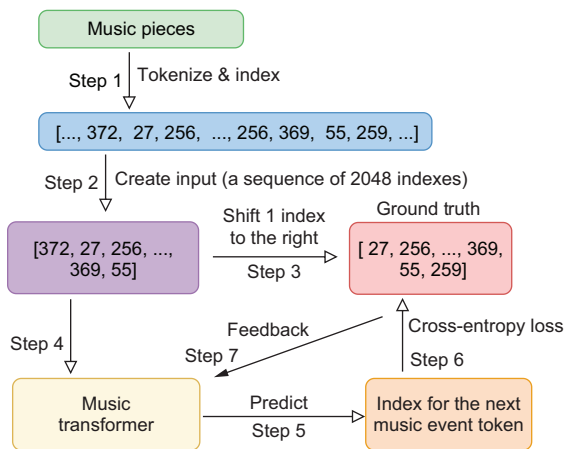 Music pieces
Step 1
Tokenize & index
[..., 372, 27, 256, ..., 256, 369, 55, 259, ...]
Step 2
Create input (a sequence of 2048 indexes)
[372, 27, 256, ...,
369, 55]
Shift 1 index
to the right
Step 3
Ground truth
[ 27, 256, ..., 369,
55, 259]
Step 4
Feedback
Step 7
Cross-entropy loss
Step 6
Music
transformer
Predict
Step 5
Index for the next
music event token